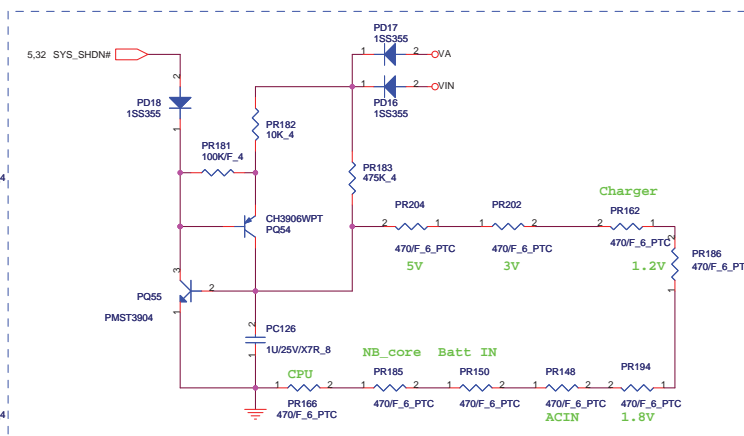 PD17
1SS355
1 2 VA
5,32 SYS_SHDN#
1 2 VIN
PD16
1SS355
2
PD18
1SS355
1
PR182
10K_4
PR181
100K/F_4
PR183
475K_4
4
Charger
PR204 PR202 PR162
2 1 1 2 2 1
CH3906WPT
PQ54
470/F_6_PTC 470/F_6_PTC 470/F_6_PTC
5V 3V 1.2V
2
PR186
470/F_6_PT
1
3
PQ55
2
1
PMST3904
2
PC126
1U/25V/X7R_8
1
NB_core Batt IN
CPU
1 2 1 2 1 2 1 2 2 1
PR185 PR150 PR148 PR194
PR166
470/F_6_PTC
470/F_6_PTC 470/F_6_PTC 470/F_6_PTC 470/F_6_PTC
ACIN 1.8V
4